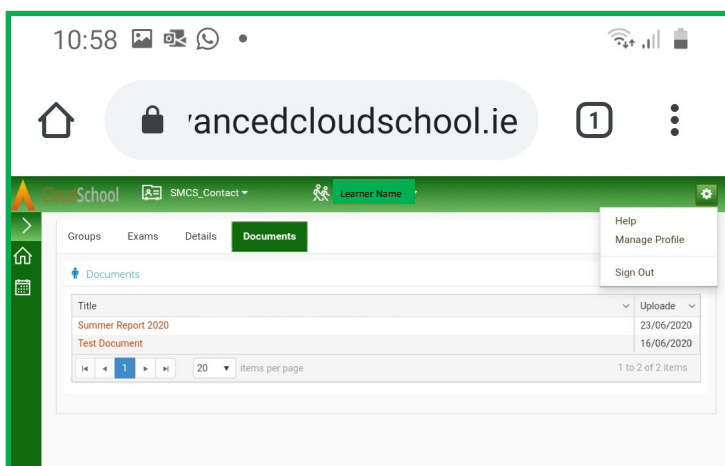 10:58
'ancedcloudschool.ie 1
CloudSchool SMCS_Contact Learner Name
Help
Manage Profile
Sign Out
Groups Exams Details Documents
Documents
Title Uploade
Summer Report 2020 23/06/2020
Test Document 16/06/2020
1 20 items per page 1 to 2 of 2 items